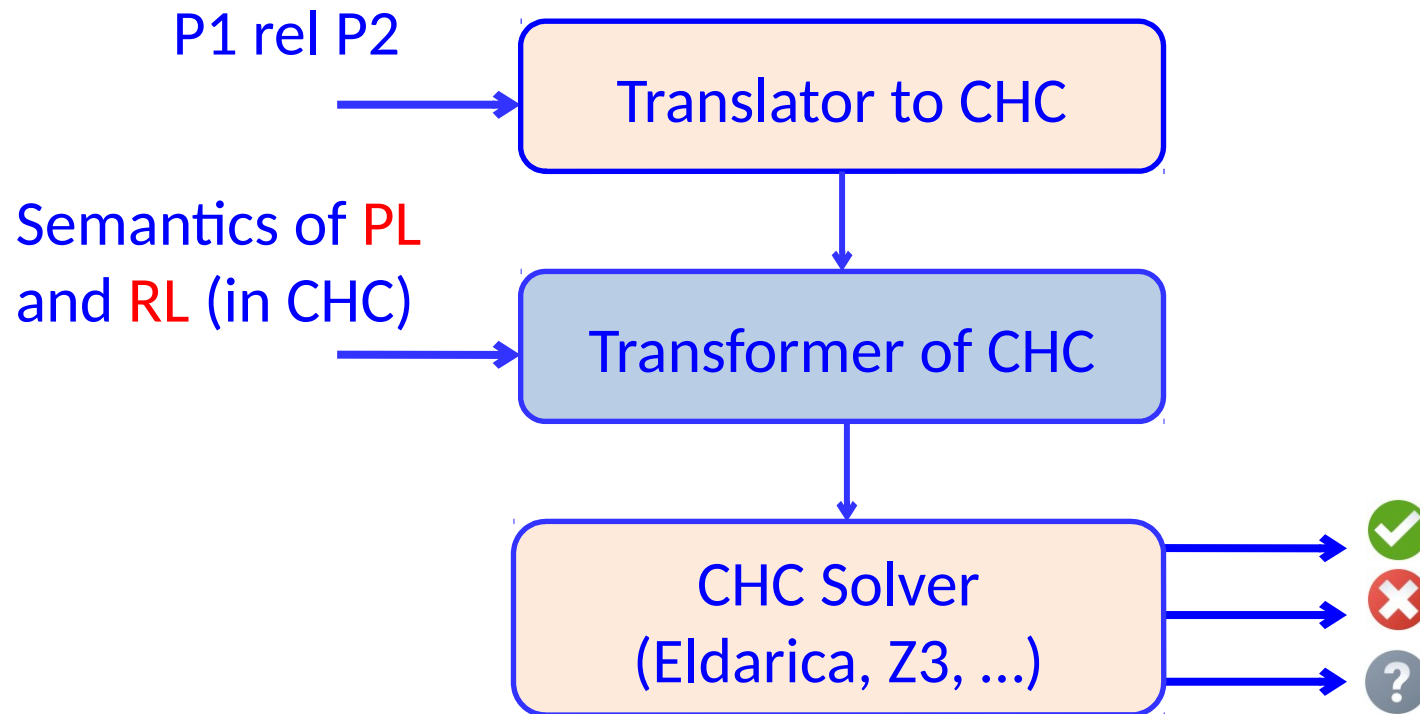 P1 rel P2
Translator to CHC
Semantics of PL
and RL (in CHC)
Transformer of CHC
CHC Solver
(Eldarica, Z3, ...)
?